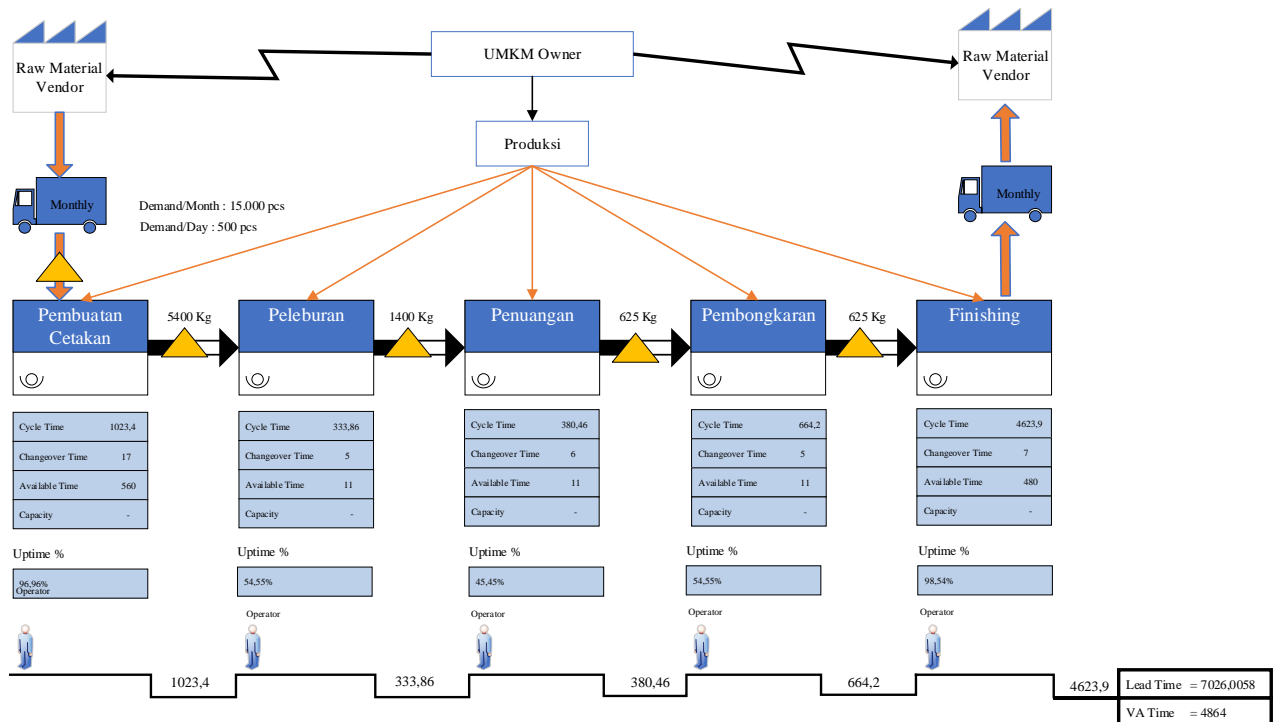 UMKM Owner
Raw Material
Vendor
Raw Material
Vendor
Produksi
Monthly
Monthly
Demand/Month : 15.000 pcs
Demand/Day : 500 pcs
Pembuatan
Cetakan
5400 Kg
Peleburan
1400 Kg
Penuangan
625 Kg
Pembongkaran
625 Kg
Finishing
Cycle Time 1023,4
Changeover Time 17
Available Time 560
Capacity -
Cycle Time 333,86
Changeover Time 5
Available Time 11
Capacity -
Cycle Time 380,46
Changeover Time 6
Available Time 11
Capacity -
Cycle Time 664,2
Changeover Time 5
Available Time 11
Capacity -
Cycle Time 4623,9
Changeover Time 7
Available Time 480
Capacity -
Uptime %
96,96%
Operator
Uptime %
54,55%
Operator
Uptime %
45,45%
Operator
Uptime %
54,55%
Operator
Uptime %
98,54%
Operator
1023,4
333,86
380,46
664,2
4623,9
Lead Time = 7026,0058
VA Time = 4864